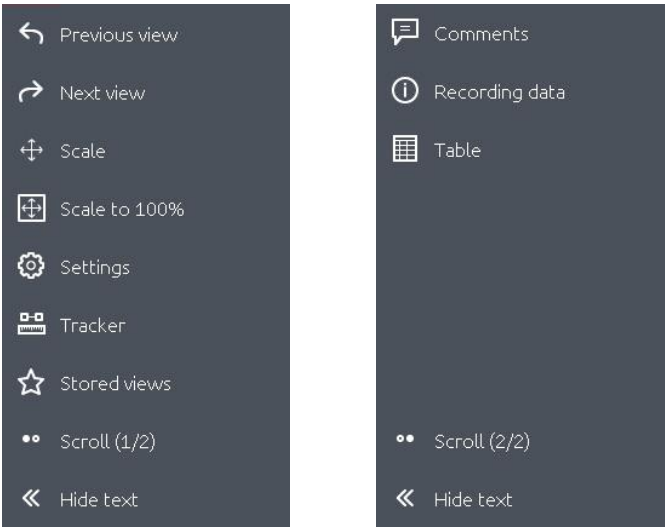 Previous view
Next view
Scale
Scale to 100%
Settings
Tracker
Stored views
Scroll (1/2)
Hide text
Comments
Recording data
Table
Scroll (2/2)
Hide text